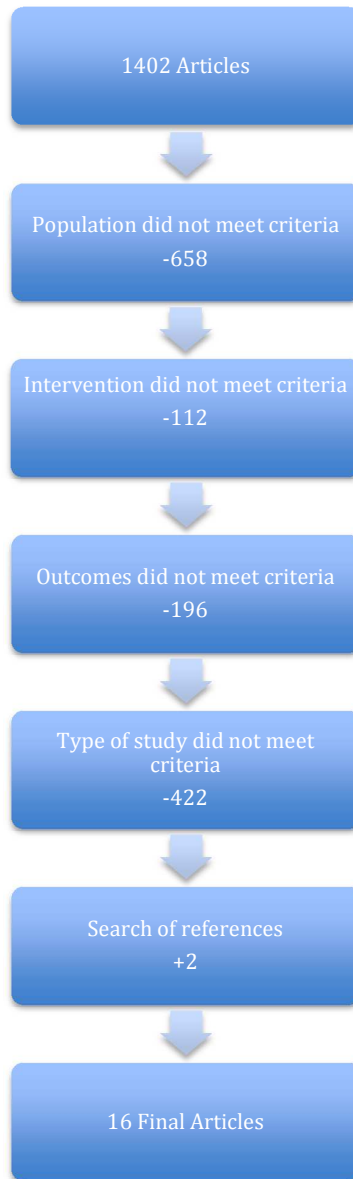 1402 Articles
Population did not meet criteria
-658
Intervention did not meet criteria
-112
Outcomes did not meet criteria
-196
Type of study did not meet
criteria
-422
Search of references
+2
16 Final Articles